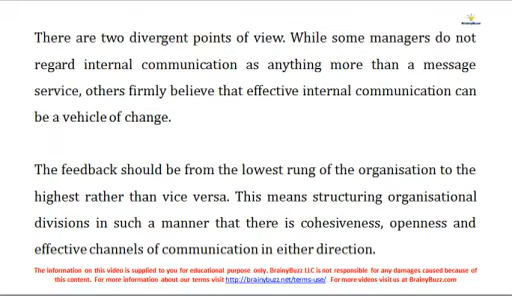 BrainyBuzz
There are two divergent points of view. While some managers do not
regard internal communication as anything more than a message
service, others firmly believe that effective internal communication can
be a vehicle of change.
The feedback should be from the lowest rung of the organisation to the
highest rather than vice versa. This means structuring organisational
divisions in such a manner that there is cohesiveness, openness and
effective channels of communication in either direction.
The information on this video is supplied to you for educational purpose only. BrainyBuzz LLC is not responsible for any damages caused because of
this content. For more information about our terms visit http://brainybuzz.net/terms-use/ For more videos visit us at BrainyBuzz.com